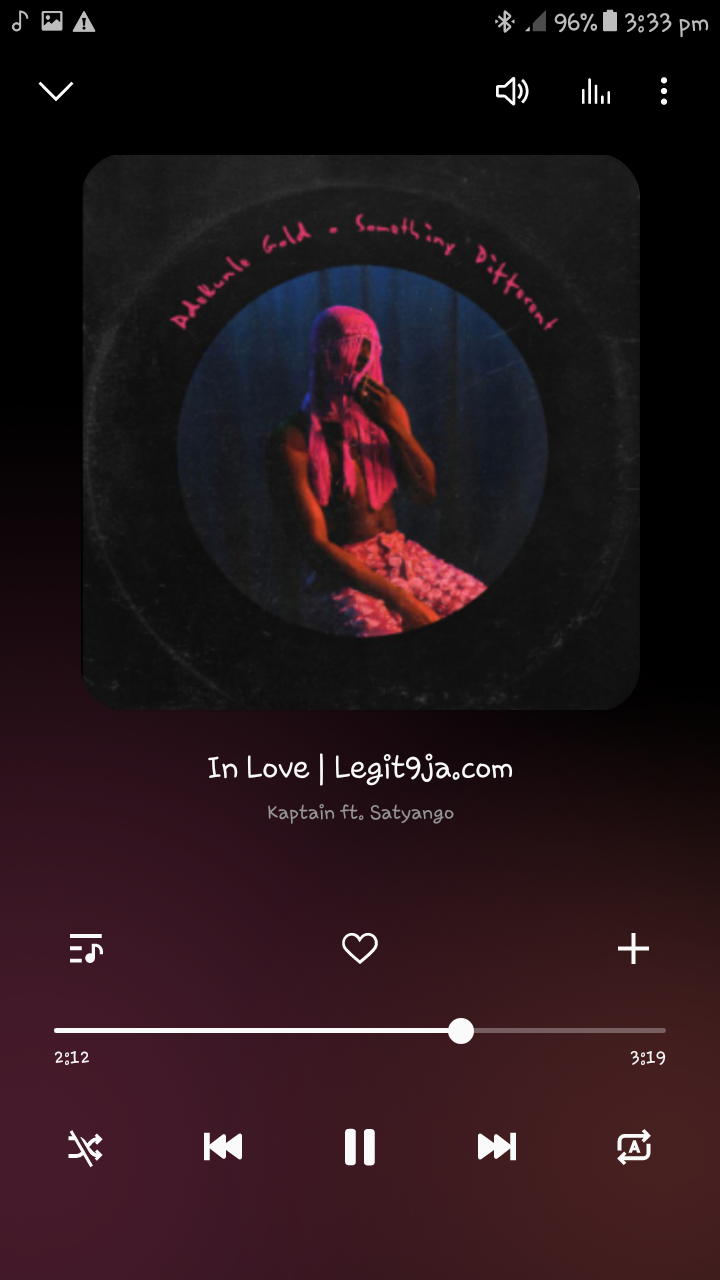 96% 3:33 pm
Adekunle Gold - Something Different
In Love | Legit9ja.com
Kaptain ft. Satyango
2:12 3:19
A